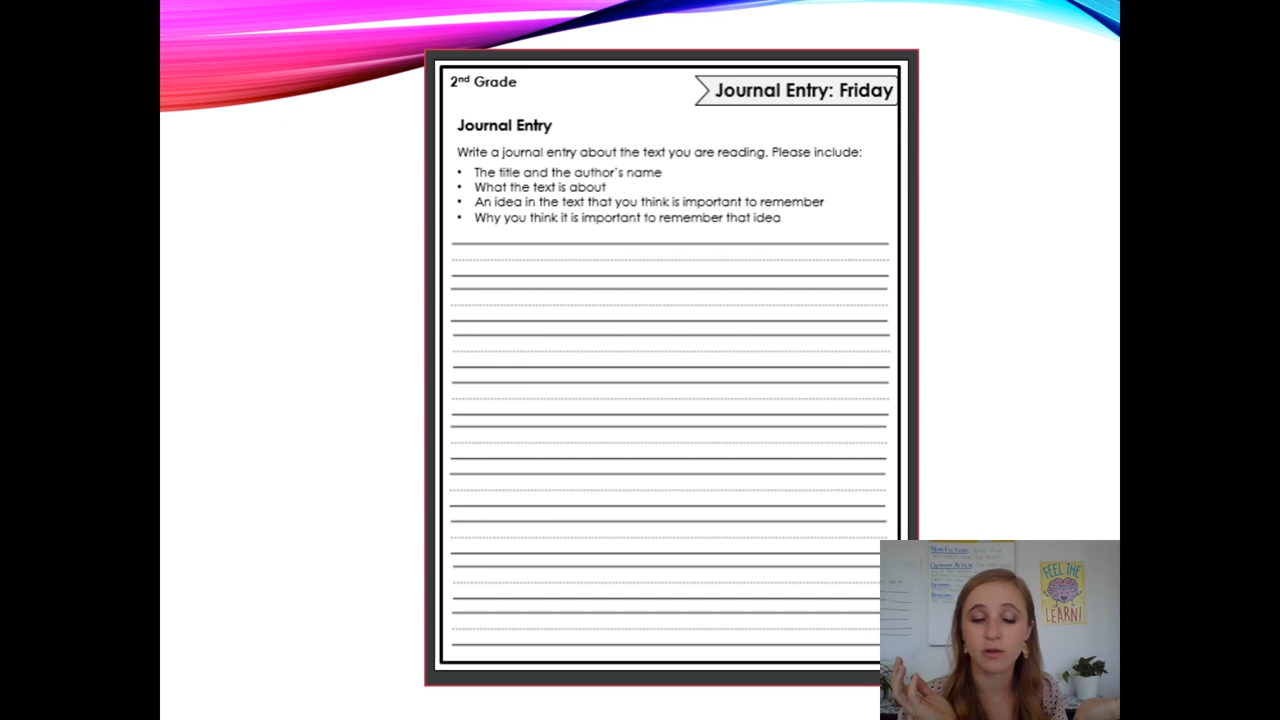 2nd Grade
Journal Entry: Friday
Journal Entry
Write a journal entry about the text you are reading. Please include:
• The title and the author's name
• What the text is about
• An idea in the text that you think is important to remember
• Why you think it is important to remember that idea
Nonfiction:
FEEL THE
LEARN!